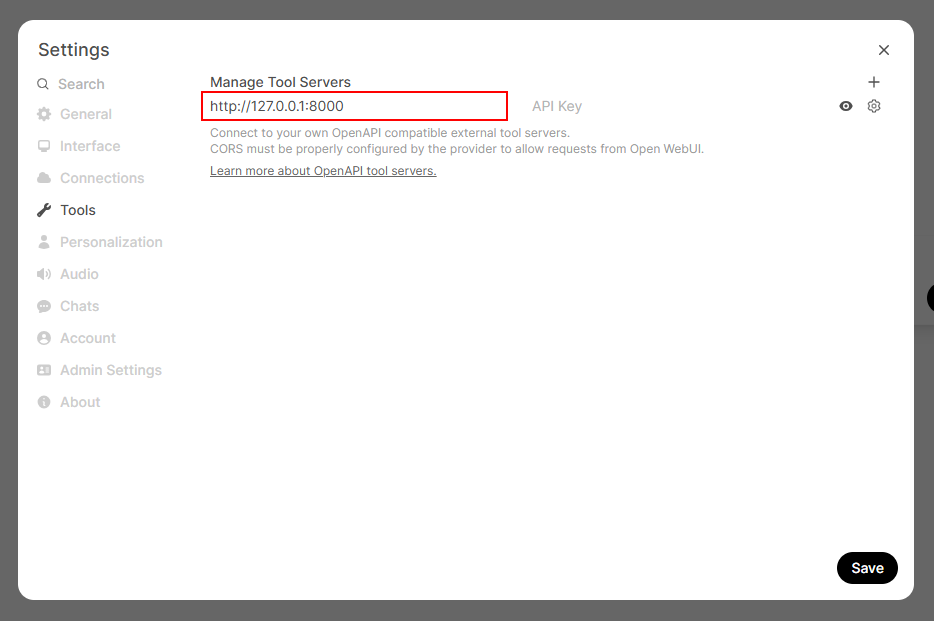 Settings
Search
General
Interface
Connections
Tools
Personalization
Audio
Chats
Account
Admin Settings
About
Manage Tool Servers
http://127.0.0.1:8000 API Key
Connect to your own OpenAPI compatible external tool servers.
CORS must be properly configured by the provider to allow requests from Open WebUI.
Learn more about OpenAPI tool servers.
Save